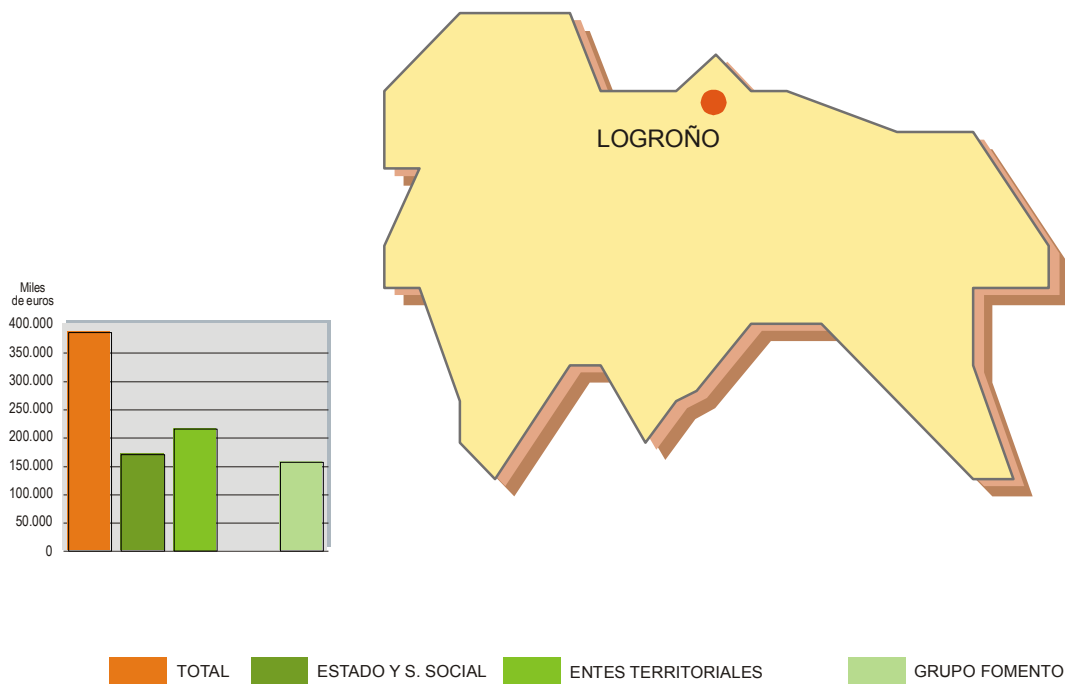 LOGROÑO
Miles
de euros
400.000
350.000
300.000
250.000
200.000
150.000
100.000
50.000
0
TOTAL
ESTADO Y S. SOCIAL
ENTES TERRITORIALES
GRUPO FOMENTO